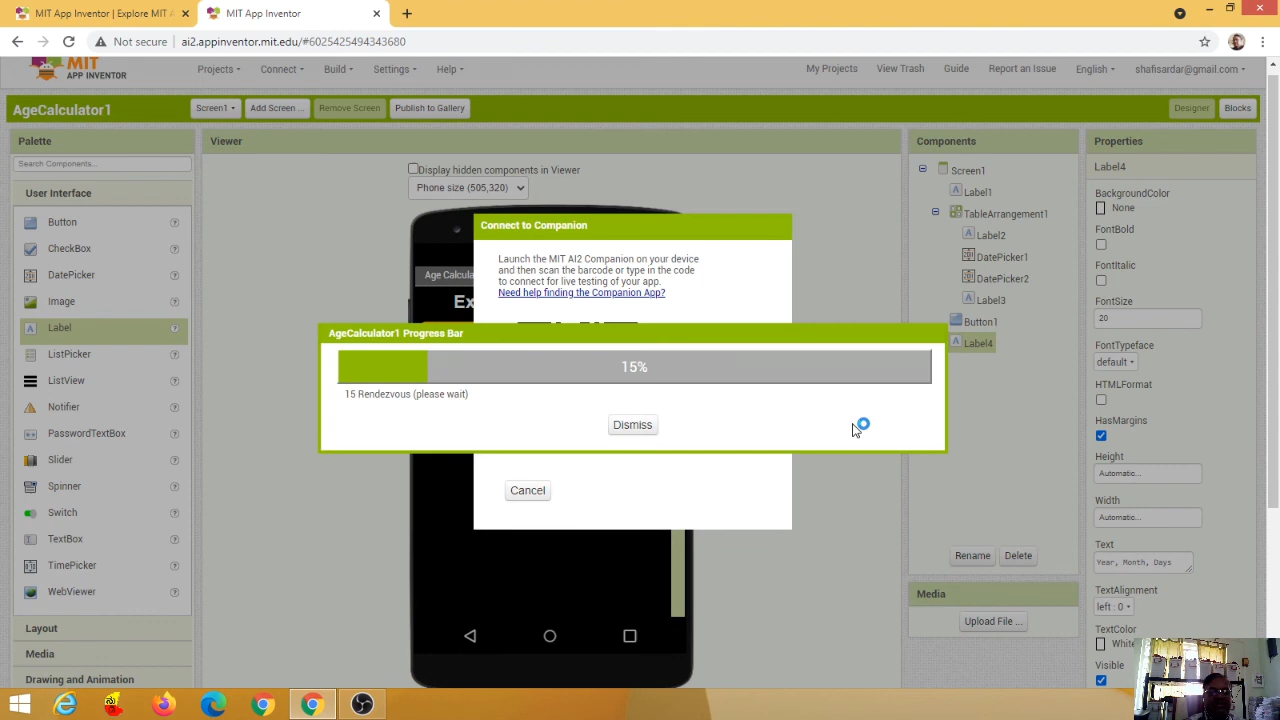 MIT App Inventor | Explore MIT A
MIT App Inventor
Not secure
ai2.appinventor.mit.edu/#6025425494343680
MIT
APP INVENTOR
Projects
Connect
Build
Settings
Help
My Projects
View Trash
Guide
Report an Issue
English
shafisardar@gmail.com
AgeCalculator1
Screen1
Add Screen ...
Remove Screen
Publish to Gallery
Designer
Blocks
Palette
Search Components...
User Interface
Button
CheckBox
DatePicker
Image
Label
ListPicker
ListView
Notifier
PasswordTextBox
Slider
Spinner
Switch
TextBox
TimePicker
WebViewer
Layout
Media
Drawing and Animation
Viewer
Display hidden components in Viewer
Phone size (505,320)
Age Calcula
Ex
Connect to Companion
Launch the MIT AI2 Companion on your device
and then scan the barcode or type in the code
to connect for live testing of your app.
Need help finding the Companion App?
AgeCalculator1 Progress Bar
15%
15 Rendezvous (please wait)
Dismiss
Cancel
Components
Screen1
Label1
TableArrangement1
Label2
DatePicker1
DatePicker2
Label3
Button1
Label4
Rename
Delete
Media
Upload File ...
Properties
Label4
BackgroundColor
None
FontBold
FontItalic
FontSize
20
FontTypeface
default
HTMLFormat
HasMargins
Height
Automatic...
Width
Automatic...
Text
Year, Month, Days
TextAlignment
left : 0
TextColor
White
Visible